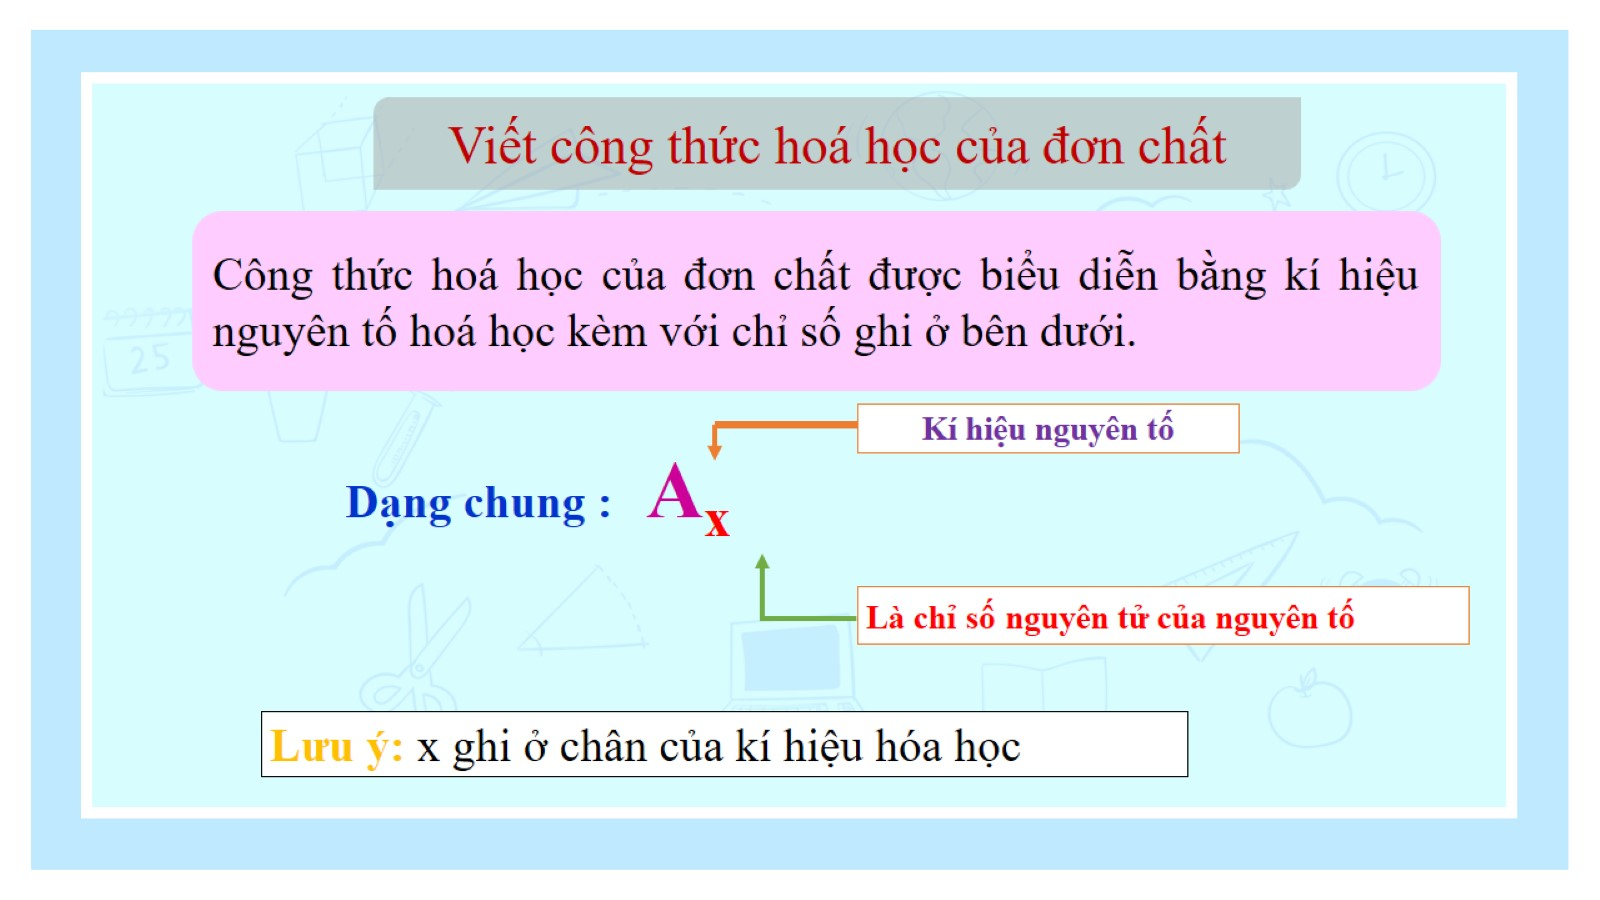 Viết công thức hoá học của đơn chất
Công thức hoá học của đơn chất được biểu diễn bằng kí hiệu
nguyên tố hoá học kèm với chỉ số ghi ở bên dưới.
25
Kí hiệu nguyên tố
Dạng chung : Ax
Là chỉ số nguyên tử của nguyên tố
Lưu ý: x ghi ở chân của kí hiệu hóa học